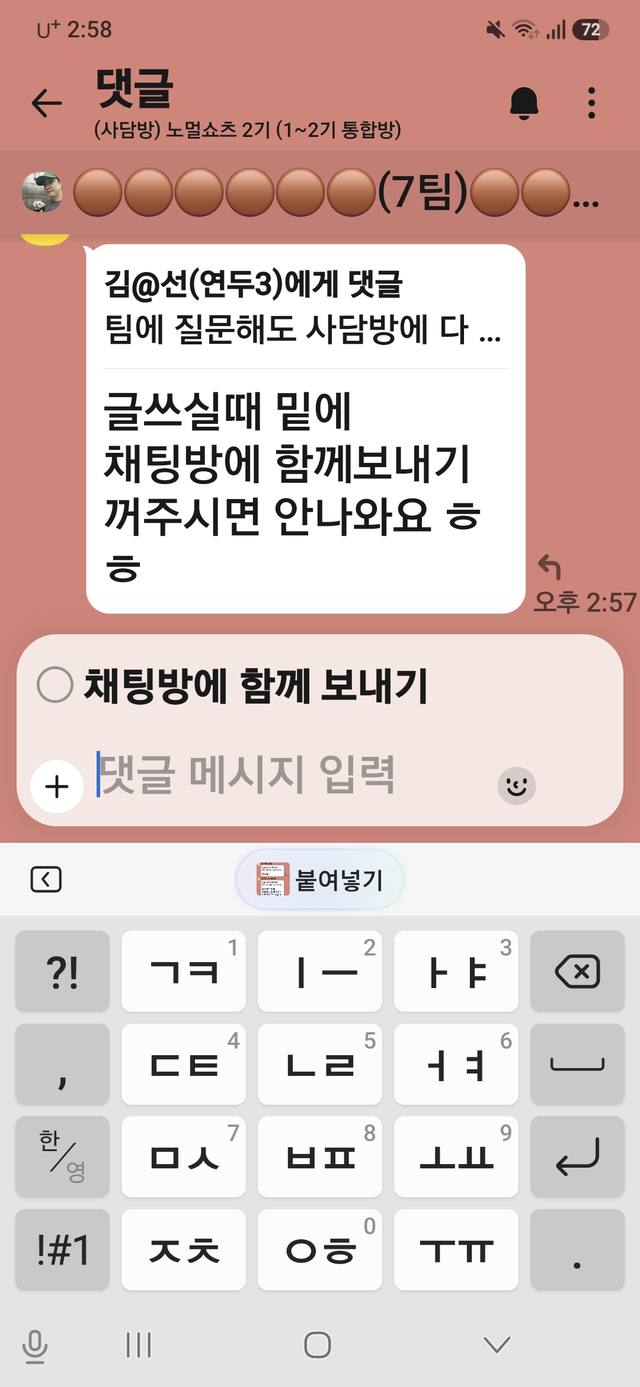 U+ 2:58
72
댓글
(사담방) 노멀쇼츠 2기 (1~2기 통합방)
(7팀)...
김@선(연두3)에게 댓글
팀에 질문해도 사담방에 다 ...
글쓰실때 밑에
채팅방에 함께보내기
꺼주시면 안나와요 ㅎ
ㅎ
오후 2:57
채팅방에 함께 보내기
댓글 메시지 입력
붙여넣기
?! ㄱㅋ 1 ㅣㅡ 2 ㅏㅑ 3
, ㄷㅌ 4 ㄴㄹ 5 ㅓㅕ 6
한/영 ㅁㅅ 7 ㅂㅍ 8 ㅗㅛ 9
!#1 ㅈㅊ ㅇㅎ 0 ㅜㅠ .